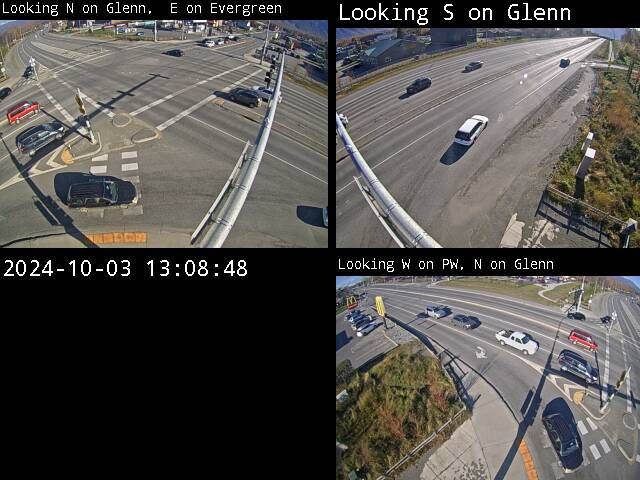 Looking N on Glenn, E on Evergreen
Looking S on Glenn
2024-10-03 13:08:48
Looking W on PW, N on Glenn